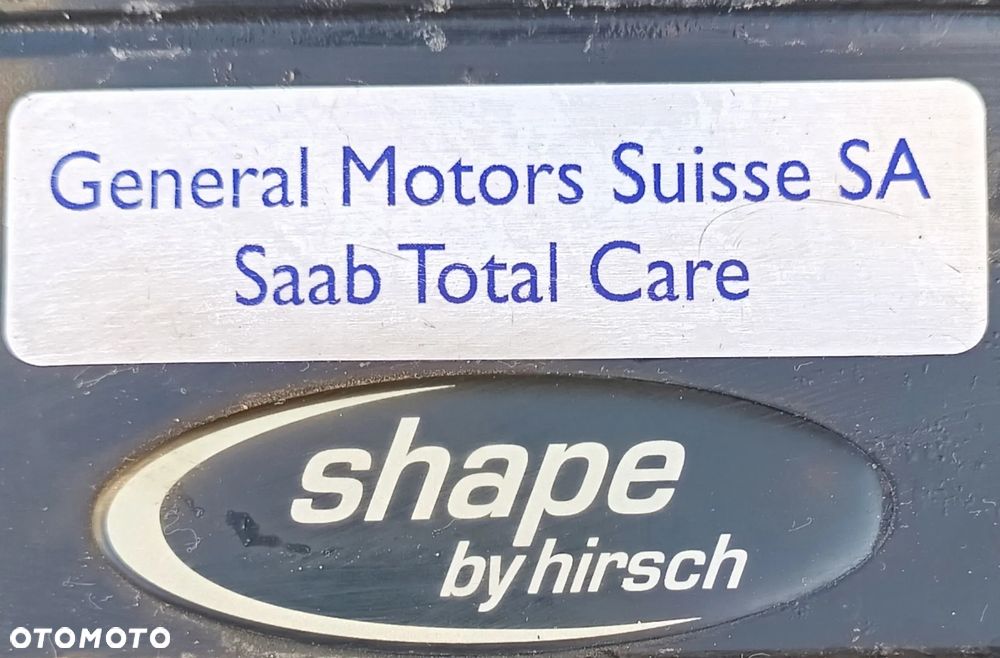 General Motors Suisse SA
Saab Total Care
shape
by hirsch
OTOMOTO